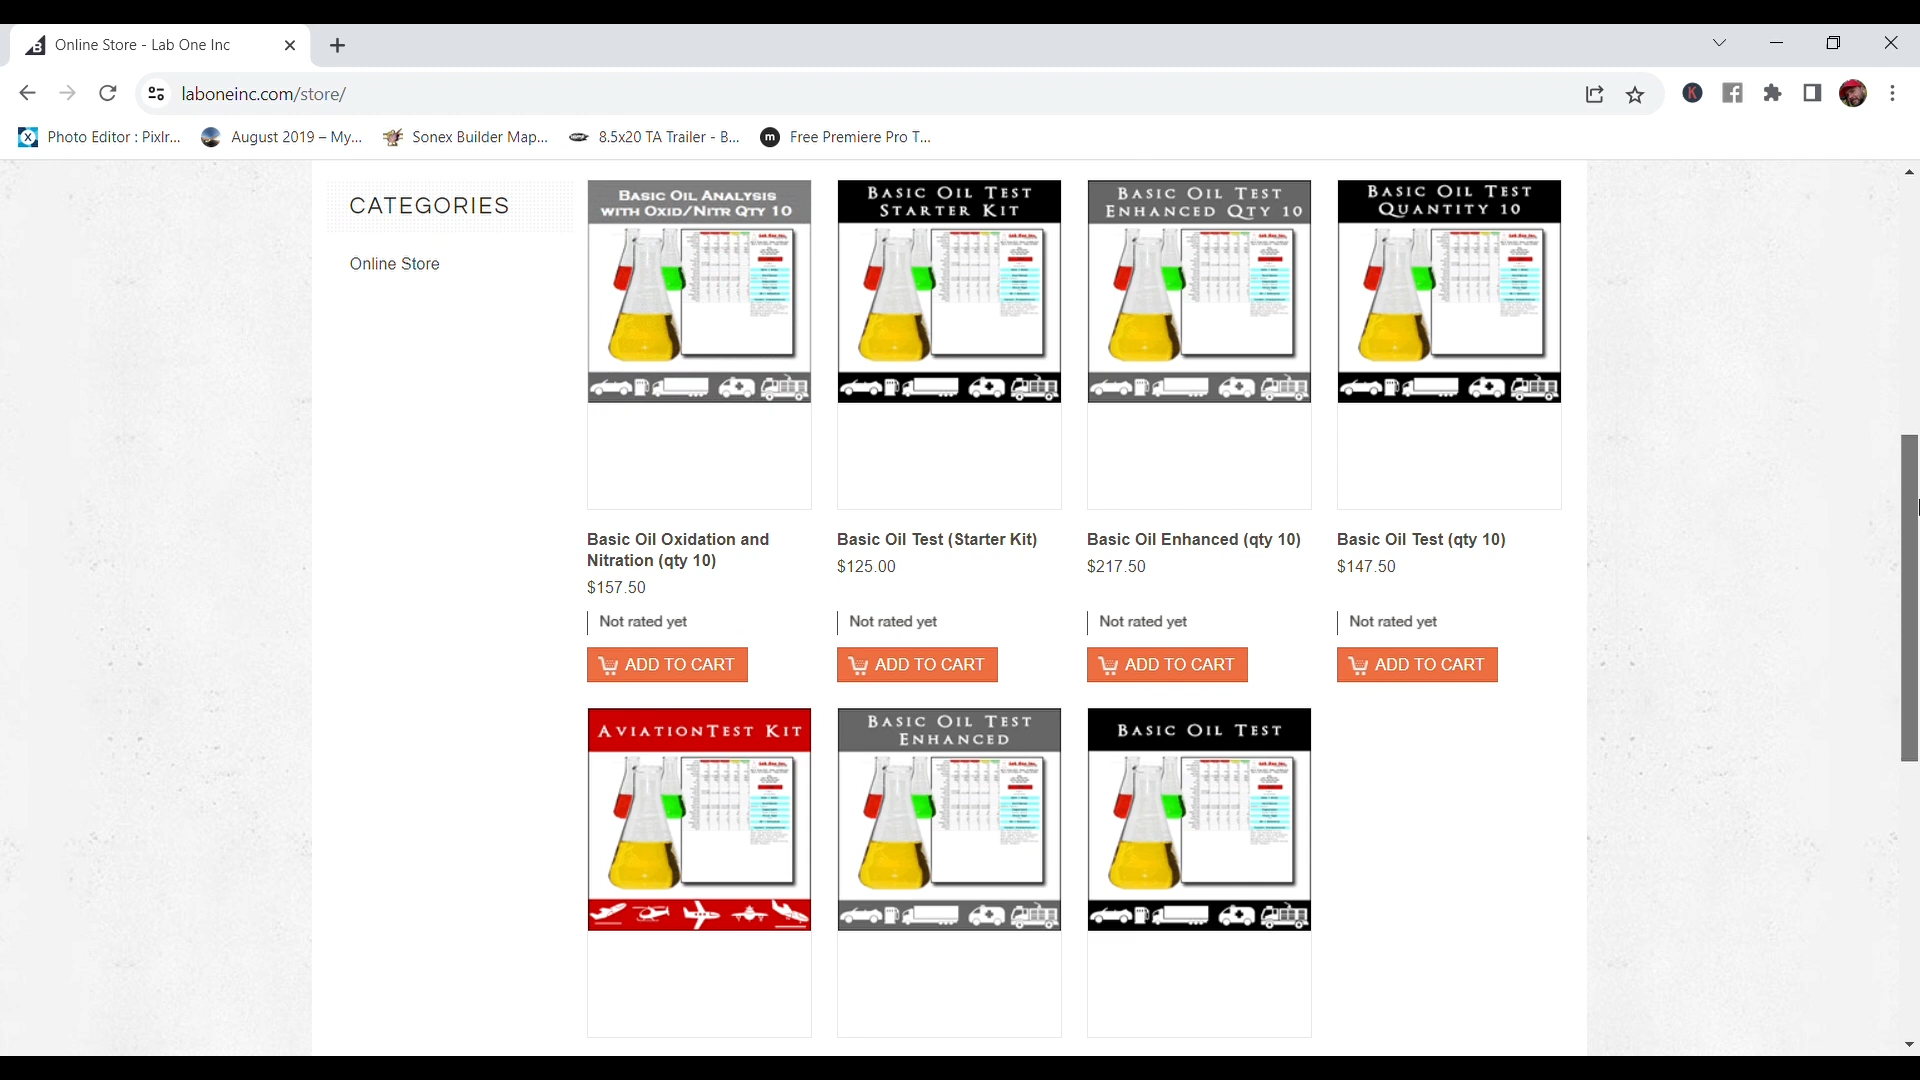 Online Store - Lab One Inc
laboneinc.com/store/
Photo Editor : Pixlr...
August 2019 – My...
Sonex Builder Map...
8.5x20 TA Trailer - B...
Free Premiere Pro T...
CATEGORIES
Online Store
BASIC OIL ANALYSIS
WITH OXID/NITR QTY 10
BASIC OIL TEST
STARTER KIT
BASIC OIL TEST
ENHANCED QTY 10
BASIC OIL TEST
QUANTITY 10
Basic Oil Oxidation and
Nitration (qty 10)
$157.50
Not rated yet
ADD TO CART
Basic Oil Test (Starter Kit)
$125.00
Not rated yet
ADD TO CART
Basic Oil Enhanced (qty 10)
$217.50
Not rated yet
ADD TO CART
Basic Oil Test (qty 10)
$147.50
Not rated yet
ADD TO CART
AVIATIONTEST KIT
BASIC OIL TEST
ENHANCED
BASIC OIL TEST